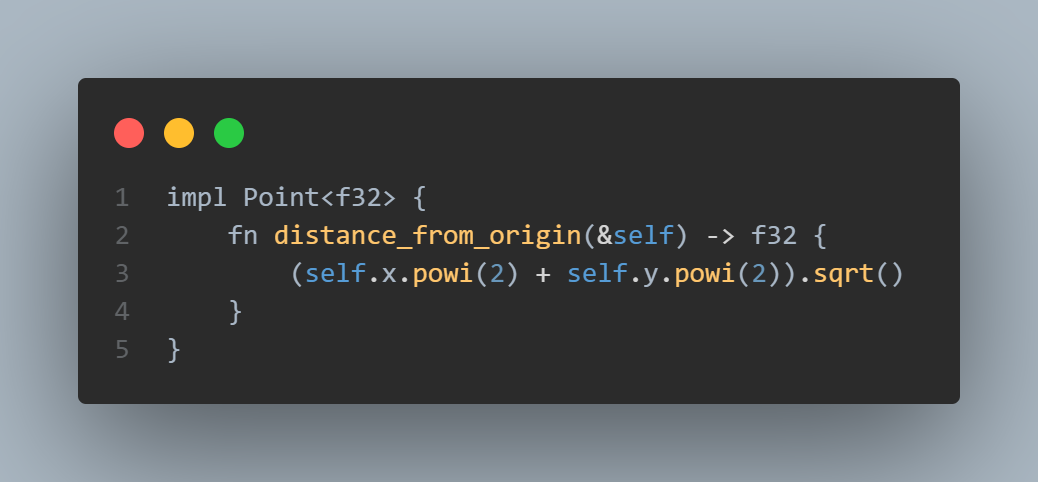 1 impl Point<f32> {
2     fn distance_from_origin(&self) -> f32 {
3         (self.x.powi(2) + self.y.powi(2)).sqrt()
4     }
5 }